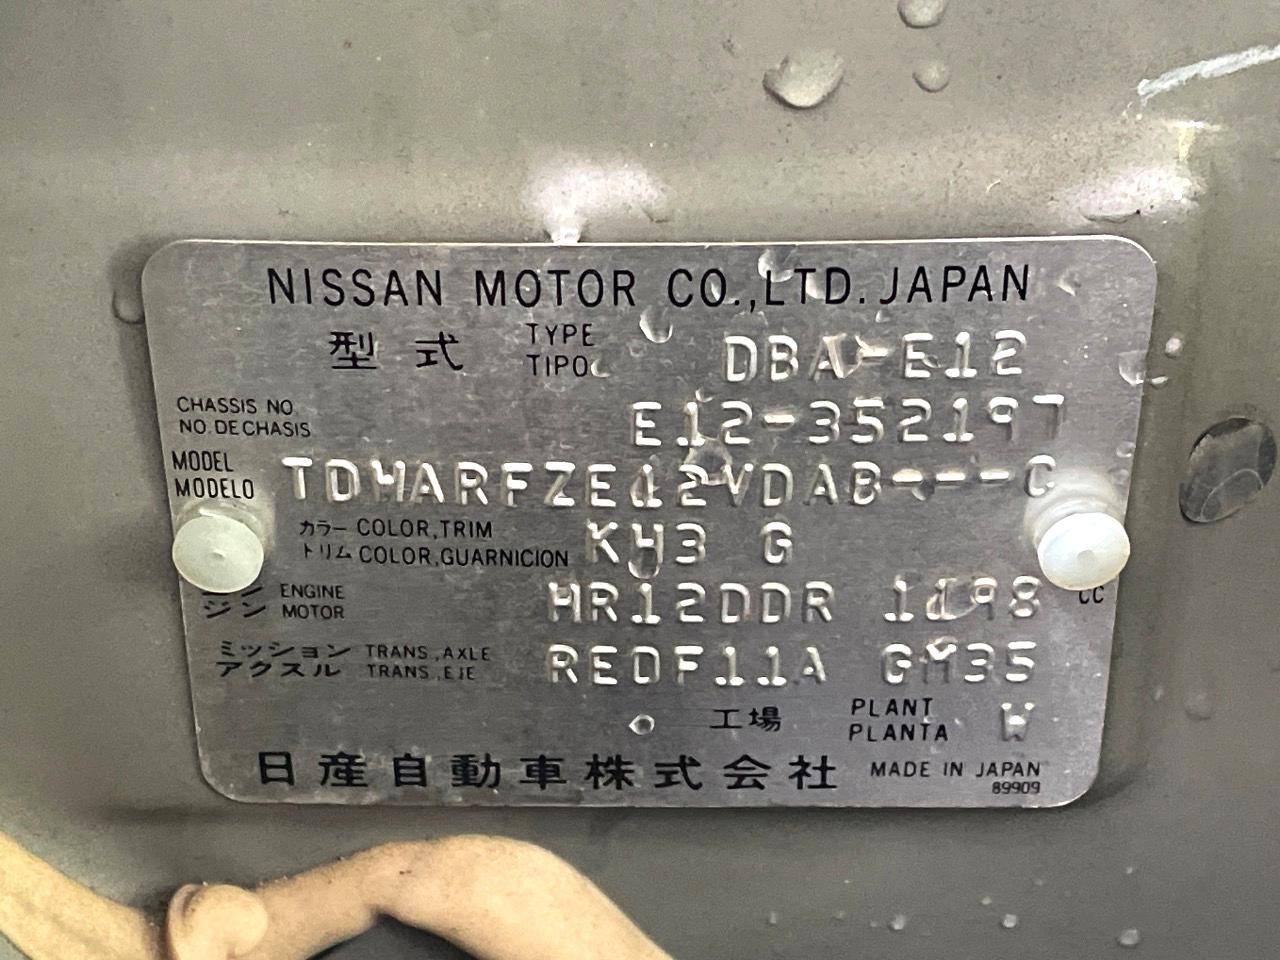 NISSAN MOTOR CO.,LTD. JAPAN
型 式 TYPE DBA-E12
TIPO
CHASSIS NO. E12-352197
NO. DE CHASIS
MODEL TDMARFZE12VDAB---C
MODELO
カラー COLOR,TRIM KH3 G
トリム COLOR,GUARNICION
ENGINE HR12DDR 1198 CC
ジン MOTOR
ミッション TRANS.,AXLE RE0F11A GM35
アクスル TRANS.,EJE
工場 PLANT W
PLANTA
日産自動車株式会社 MADE IN JAPAN
89909